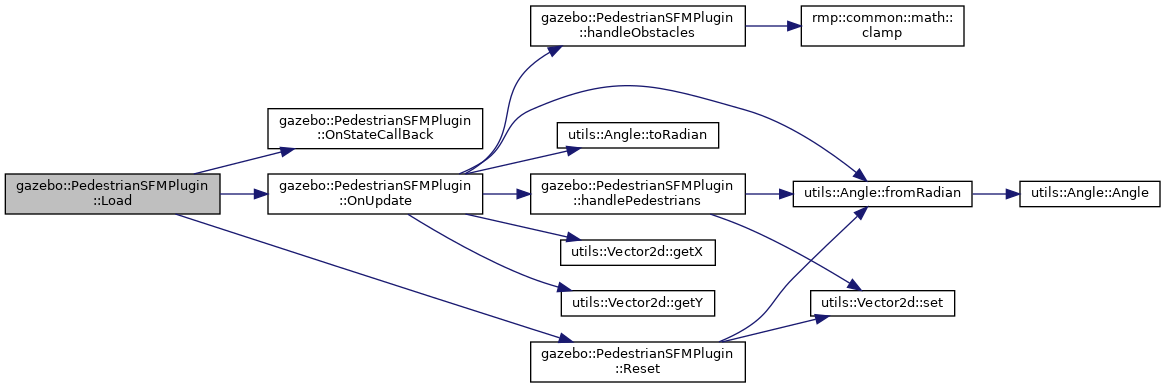 gazebo::PedestrianSFMPlugin
::Load
gazebo::PedestrianSFMPlugin
::OnStateCallBack
gazebo::PedestrianSFMPlugin
::OnUpdate
gazebo::PedestrianSFMPlugin
::handleObstacles
rmp::common::math::
clamp
utils::Angle::toRadian
gazebo::PedestrianSFMPlugin
::handlePedestrians
utils::Angle::fromRadian
utils::Angle::Angle
utils::Vector2d::getX
utils::Vector2d::getY
utils::Vector2d::set
gazebo::PedestrianSFMPlugin
::Reset